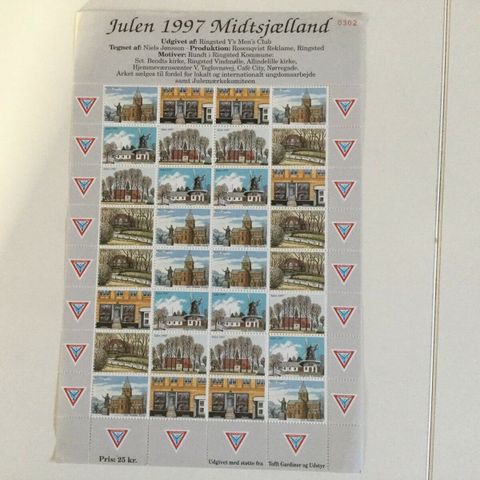 Julen 1997 Midtsjælland
0302
Udgivet af: Ringsted Y's Men's Club
Tegnet af: Niels Jønsson - Produktion: Rosenqvist Reklame, Ringsted
Motiver: Rundt i Ringsted Kommune:
Sct. Bendts kirke, Ringsted Vindmølle, Allindelille kirke,
Hjemmeværnscenter V, Teglovnsvej, Café City, Nørregade.
Arket sælges til fordel for lokalt og internationalt ungdomsarbejde
samt Julemærkekomiteen
Pris: 25 kr.
Udgivet med støtte fra Tofft Gardiner og Udstyr